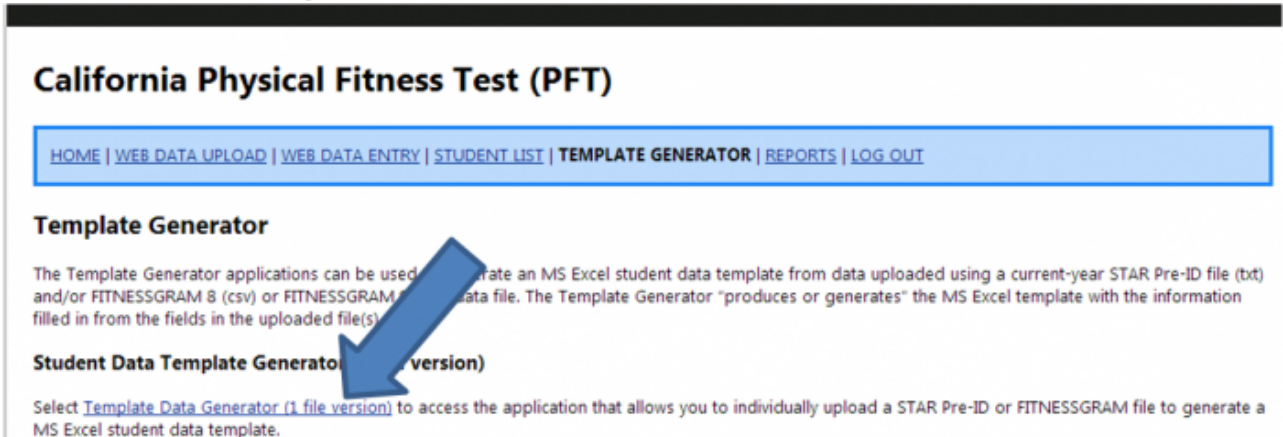 California Physical Fitness Test (PFT)
HOME | WEB DATA UPLOAD | WEB DATA ENTRY | STUDENT LIST | TEMPLATE GENERATOR | REPORTS | LOG OUT
Template Generator
The Template Generator applications can be used rate an MS Excel student data template from data uploaded using a current-year STAR Pre-ID file (txt)
and/or FITNESSGRAM 8 (csv) or FITNESSGRAM data file. The Template Generator "produces or generates" the MS Excel template with the information
filled in from the fields in the uploaded file(s)
Student Data Template Generator version)
Select Template Data Generator (1 file version) to access the application that allows you to individually upload a STAR Pre-ID or FITNESSGRAM file to generate a
MS Excel student data template.